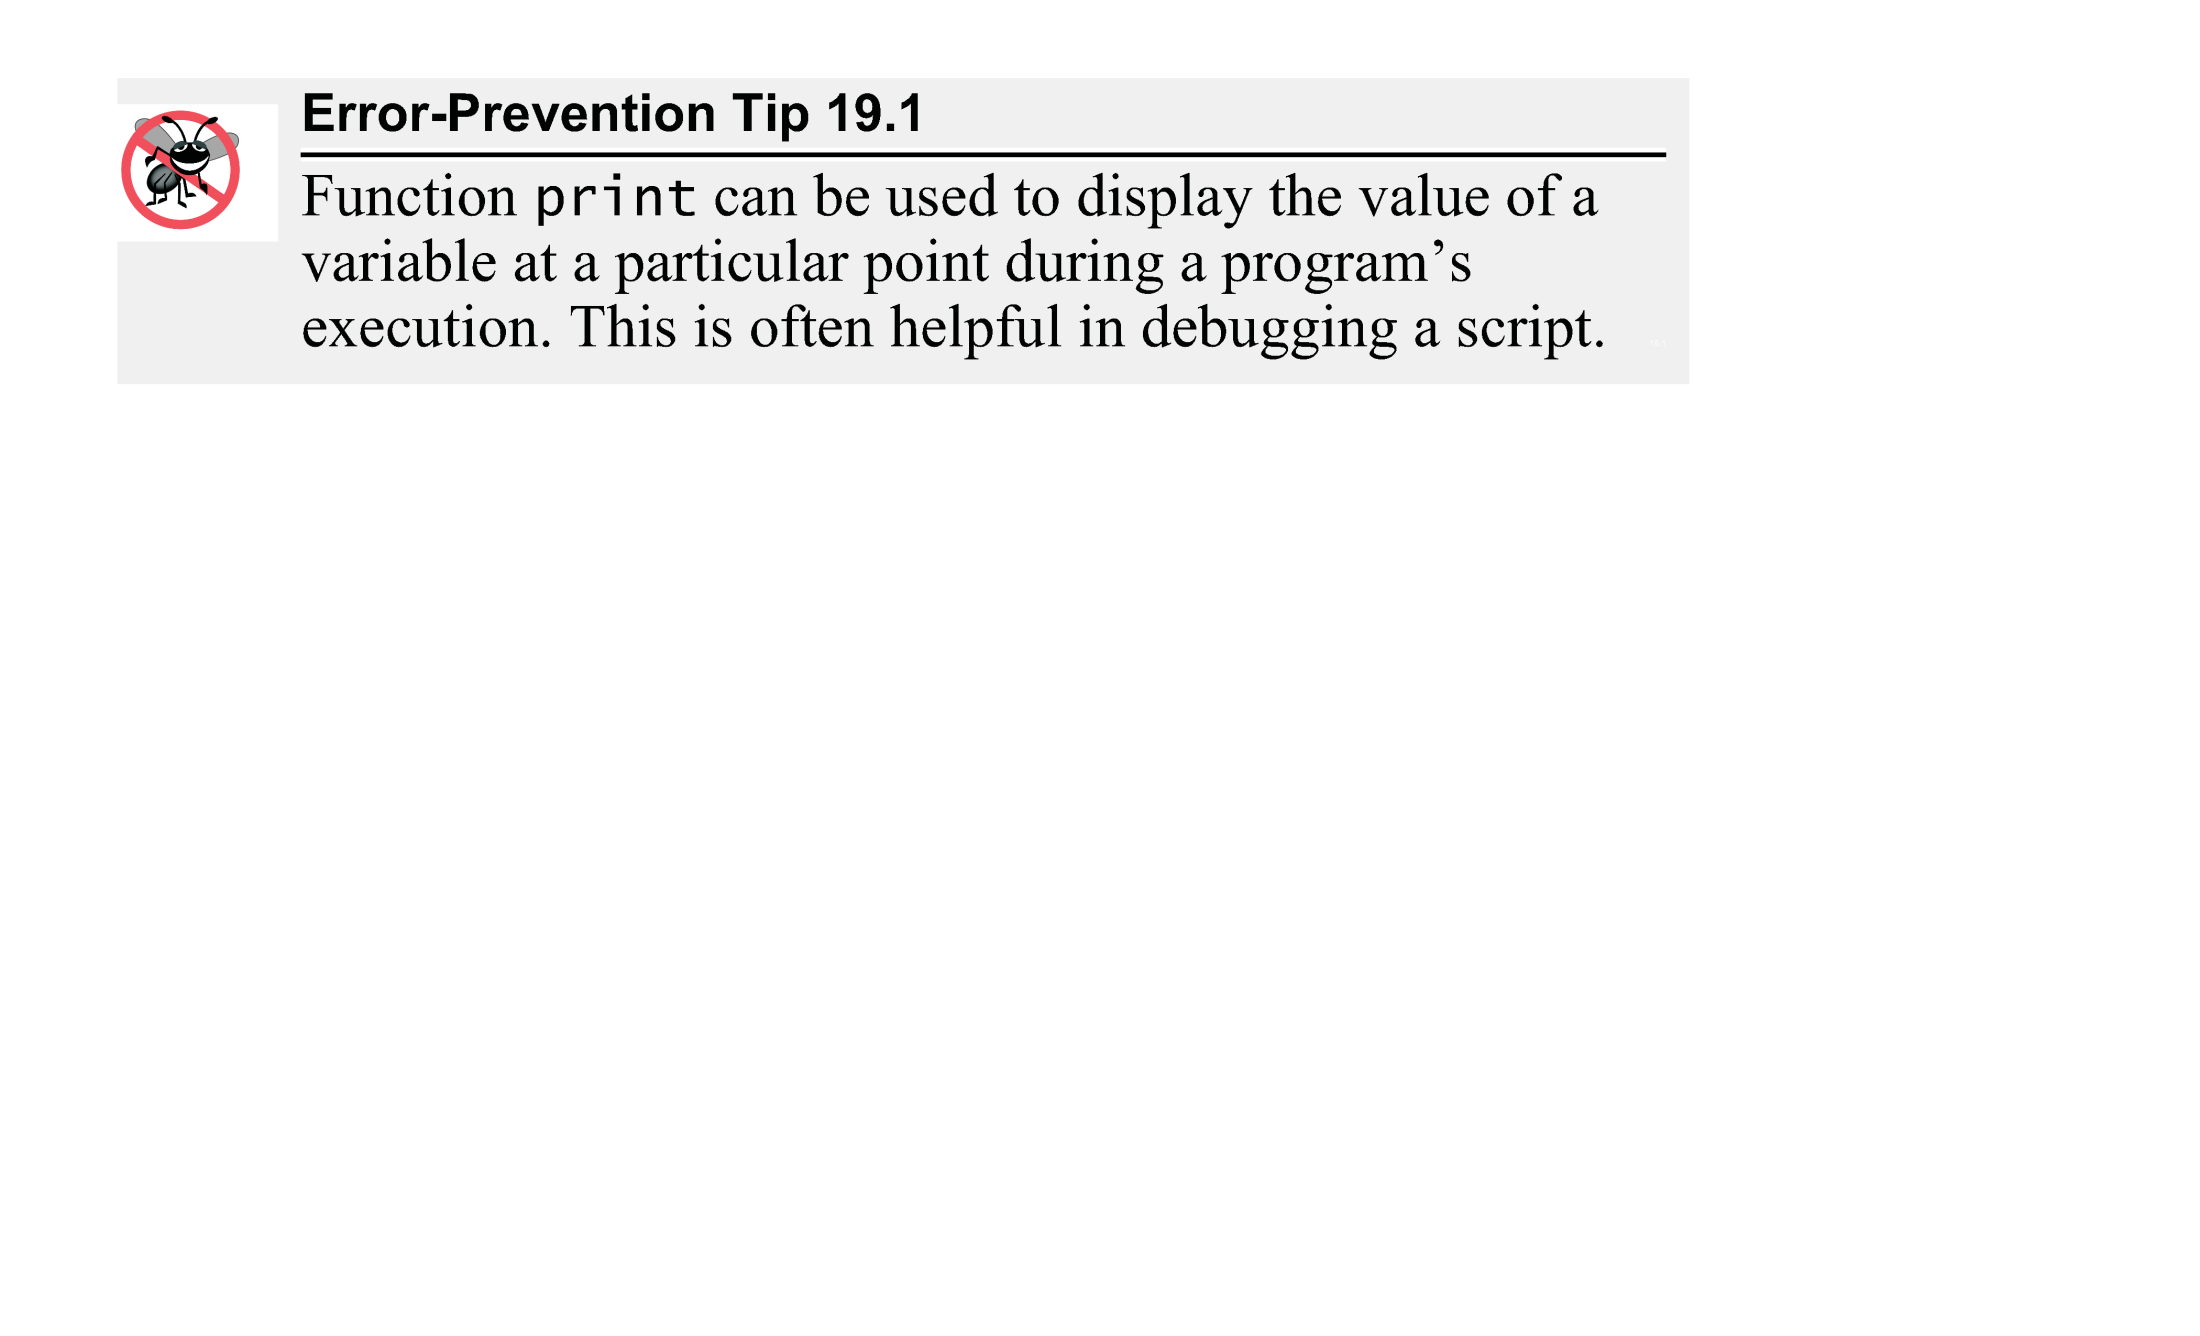 Error-Prevention Tip 19.1
Function print can be used to display the value of a
variable at a particular point during a program’s
execution. This is often helpful in debugging a script.